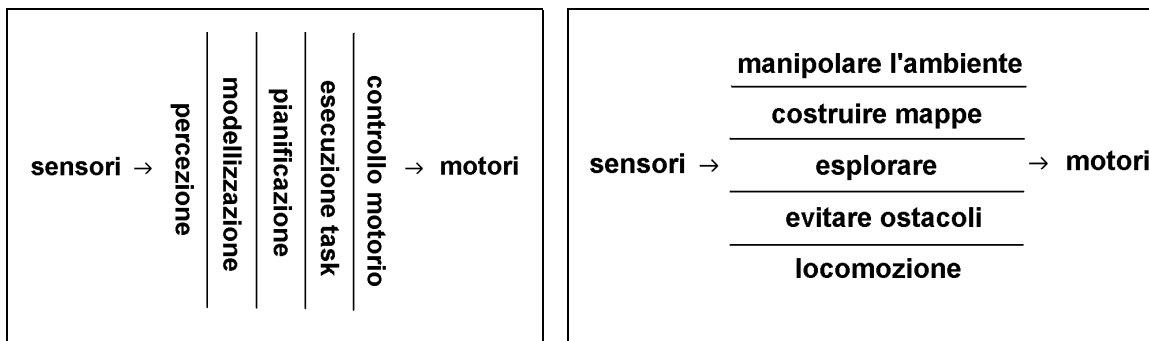 sensori →
percezione
modellizzazione
pianificazione
esecuzione task
controllo motorio
→ motori
sensori →
manipolare l'ambiente
costruire mappe
esplorare
evitare ostacoli
locomozione
→ motori